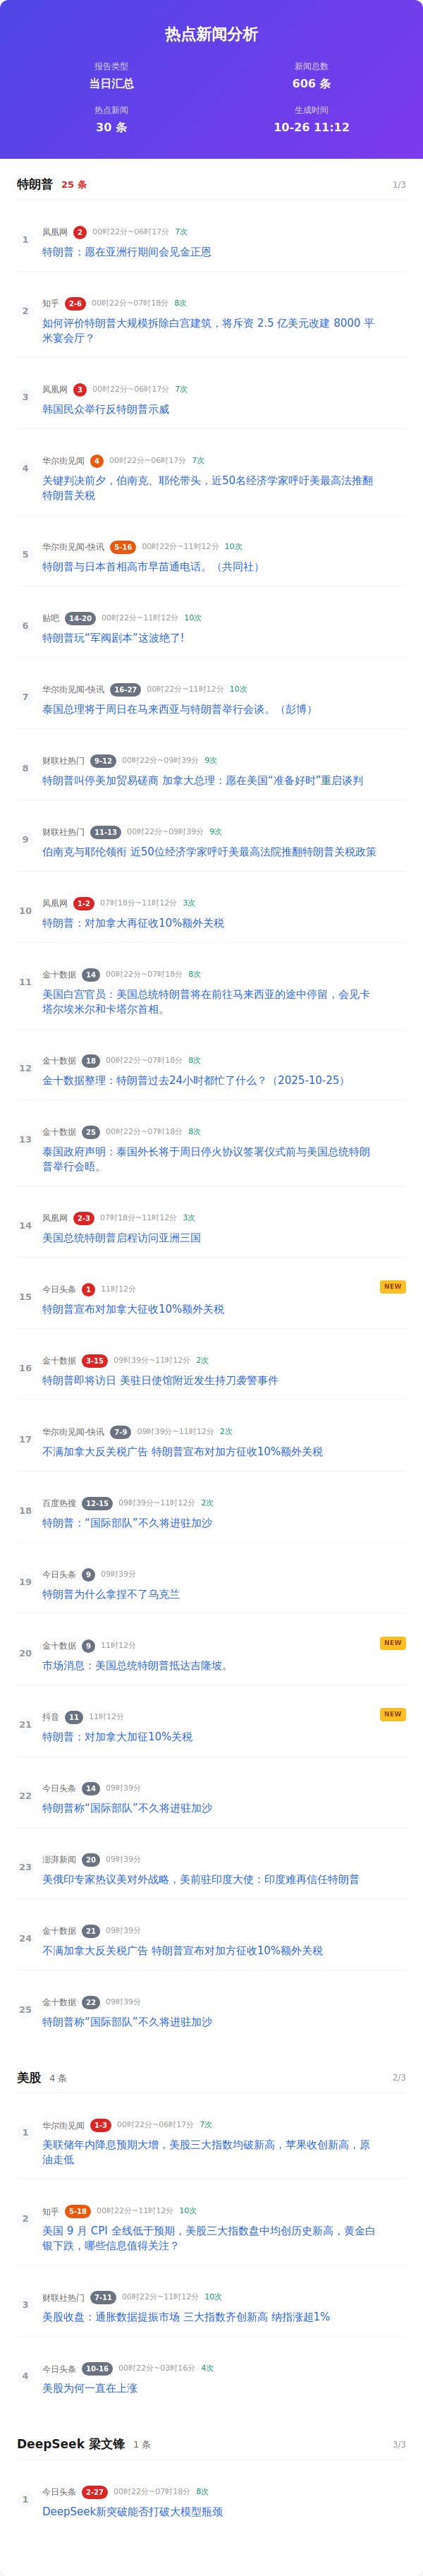 热点新闻分析
报告类型
当日汇总
新闻总数
606 条
热点新闻
30 条
生成时间
10-26 11:12
特朗普 25 条 1/3
1
凤凰网 2 00时22分~06时17分 7次
特朗普：愿在亚洲行期间会见金正恩
2
知乎 2-6 00时22分~07时18分 8次
如何评价特朗普大规模拆除白宫建筑，将斥资 2.5 亿美元改建 8000 平
米宴会厅？
3
凤凰网 3 00时22分~06时17分 7次
韩国民众举行反特朗普示威
4
华尔街见闻 4 00时22分~06时17分 7次
关键判决前夕，伯南克、耶伦带头，近50名经济学家呼吁美最高法推翻
特朗普关税
5
华尔街见闻-快讯 5-16 00时22分~11时12分 10次
特朗普与日本首相高市早苗通电话。（共同社）
6
贴吧 14-20 00时22分~11时12分 10次
特朗普玩“军阀剧本”这波绝了!
7
华尔街见闻-快讯 16-27 00时22分~11时12分 10次
泰国总理将于周日在马来西亚与特朗普举行会谈。（彭博）
8
财联社热门 9-12 00时22分~09时39分 9次
特朗普叫停美加贸易磋商 加拿大总理：愿在美国“准备好时”重启谈判
9
财联社热门 11-13 00时22分~09时39分 9次
伯南克与耶伦领衔 近50位经济学家呼吁美最高法院推翻特朗普关税政策
10
凤凰网 1-2 07时18分~11时12分 3次
特朗普：对加拿大再征收10%额外关税
11
金十数据 14 00时22分~07时18分 8次
美国白宫官员：美国总统特朗普将在前往马来西亚的途中停留，会见卡
塔尔埃米尔和卡塔尔首相。
12
金十数据 18 00时22分~07时18分 8次
金十数据整理：特朗普过去24小时都忙了什么？（2025-10-25）
13
金十数据 25 00时22分~07时18分 8次
泰国政府声明：泰国外长将于周日停火协议签署仪式前与美国总统特朗
普举行会晤。
14
凤凰网 2-3 07时18分~11时12分 3次
美国总统特朗普启程访问亚洲三国
15
今日头条 1 11时12分 NEW
特朗普宣布对加拿大征收10%额外关税
16
金十数据 3-15 09时39分~11时12分 2次
特朗普即将访日 美驻日使馆附近发生持刀袭警事件
17
华尔街见闻-快讯 7-9 09时39分~11时12分 2次
不满加拿大反关税广告 特朗普宣布对加方征收10%额外关税
18
百度热搜 12-15 09时39分~11时12分 2次
特朗普：“国际部队”不久将进驻加沙
19
今日头条 9 09时39分
特朗普为什么拿捏不了乌克兰
20
金十数据 9 11时12分 NEW
市场消息：美国总统特朗普抵达吉隆坡。
21
抖音 11 11时12分 NEW
特朗普：对加拿大加征10%关税
22
今日头条 14 09时39分
特朗普称“国际部队”不久将进驻加沙
23
澎湃新闻 20 09时39分
美俄印专家热议美对外战略，美前驻印度大使：印度难再信任特朗普
24
金十数据 21 09时39分
不满加拿大反关税广告 特朗普宣布对加方征收10%额外关税
25
金十数据 22 09时39分
特朗普称“国际部队”不久将进驻加沙
美股 4 条 2/3
1
华尔街见闻 1-3 00时22分~06时17分 7次
美联储年内降息预期大增，美股三大指数均破新高，苹果收创新高，原
油走低
2
知乎 5-18 00时22分~11时12分 10次
美国 9 月 CPI 全线低于预期，美股三大指数盘中均创历史新高，黄金白
银下跌，哪些信息值得关注？
3
财联社热门 7-11 00时22分~11时12分 10次
美股收盘：通胀数据提振市场 三大指数齐创新高 纳指涨超1%
4
今日头条 10-16 00时22分~03时16分 4次
美股为何一直在上涨
DeepSeek 梁文锋 1 条 3/3
1
今日头条 2-27 00时22分~07时18分 8次
DeepSeek新突破能否打破大模型瓶颈